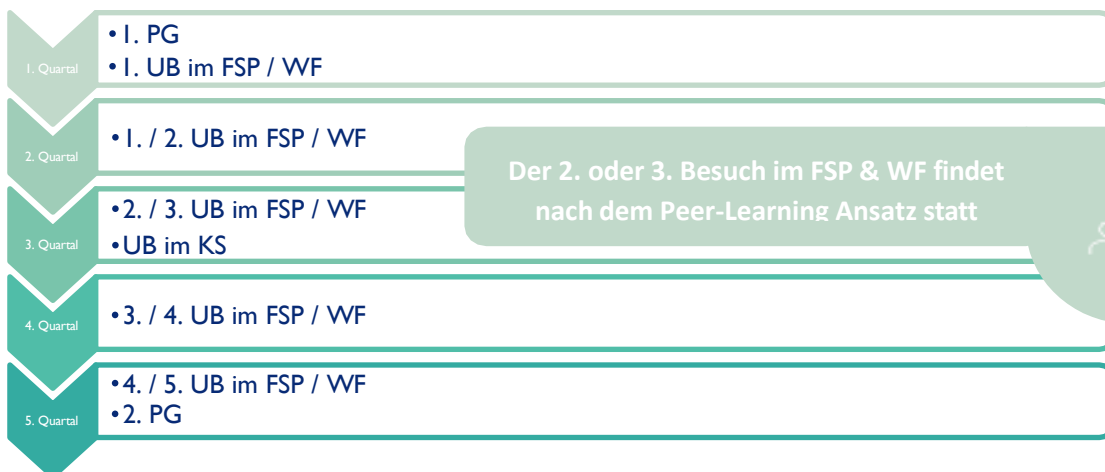 1. Quartal
• 1. PG
• 1. UB im FSP / WF
2. Quartal
• 1. / 2. UB im FSP / WF
Der 2. oder 3. Besuch im FSP & WF findet
nach dem Peer-Learning Ansatz statt
3. Quartal
• 2. / 3. UB im FSP / WF
• UB im KS
4. Quartal
• 3. / 4. UB im FSP / WF
5. Quartal
• 4. / 5. UB im FSP / WF
• 2. PG